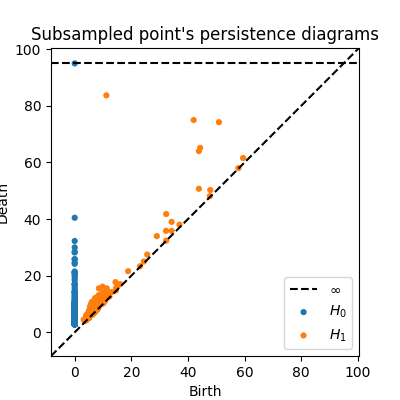 Subsampled point's persistence diagrams
100
80
60
40
20
0
Death
0 20 40 60 80 100
Birth
∞
H₀
H₁